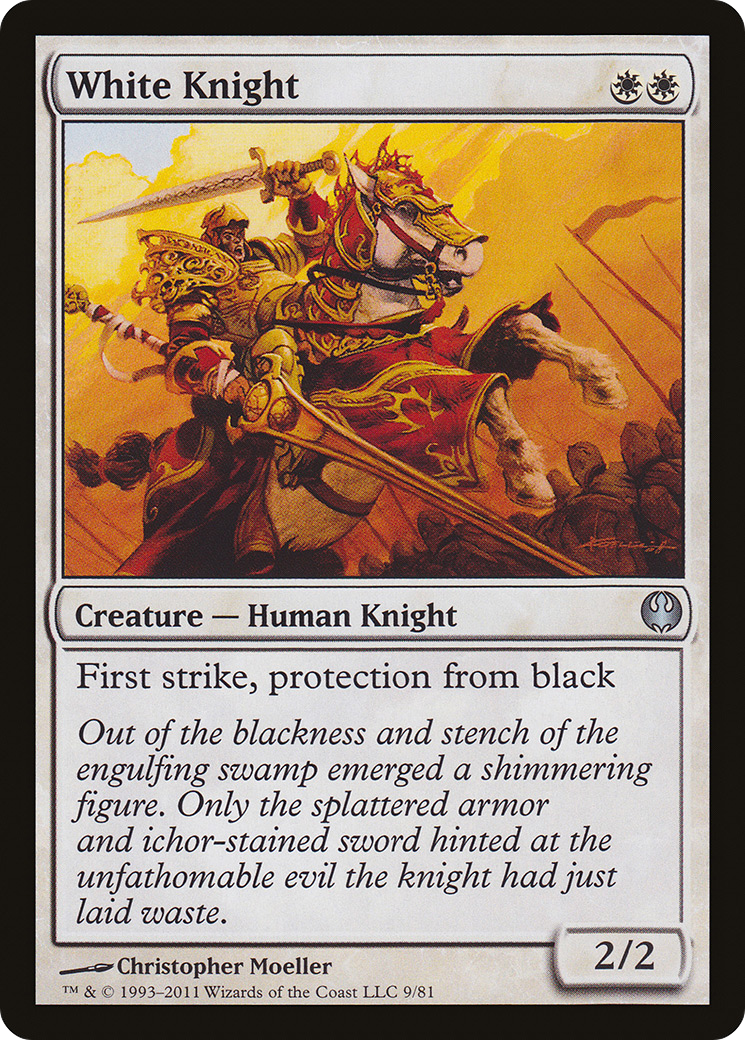 White Knight
Creature — Human Knight
First strike, protection from black
Out of the blackness and stench of the
engulfing swamp emerged a shimmering
figure. Only the splattered armor
and ichor-stained sword hinted at the
unfathomable evil the knight had just
laid waste.
2/2
Christopher Moeller
™ & © 1993–2011 Wizards of the Coast LLC 9/81